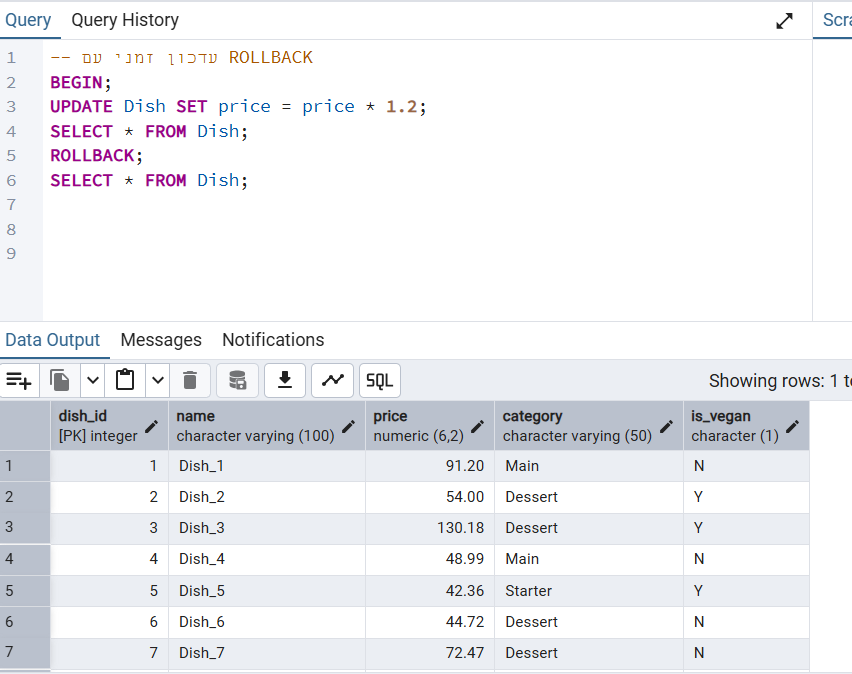 Query Query History Scra
1 -- עדכון זמני עם ROLLBACK
2 BEGIN;
3 UPDATE Dish SET price = price * 1.2;
4 SELECT * FROM Dish;
5 ROLLBACK;
6 SELECT * FROM Dish;
7
8
9
Data Output Messages Notifications
SQL Showing rows: 1 to
dish_id name price category is_vegan
[PK] integer character varying (100) numeric (6,2) character varying (50) character (1)
1 1 Dish_1 91.20 Main N
2 2 Dish_2 54.00 Dessert Y
3 3 Dish_3 130.18 Dessert Y
4 4 Dish_4 48.99 Main N
5 5 Dish_5 42.36 Starter Y
6 6 Dish_6 44.72 Dessert N
7 7 Dish_7 72.47 Dessert N